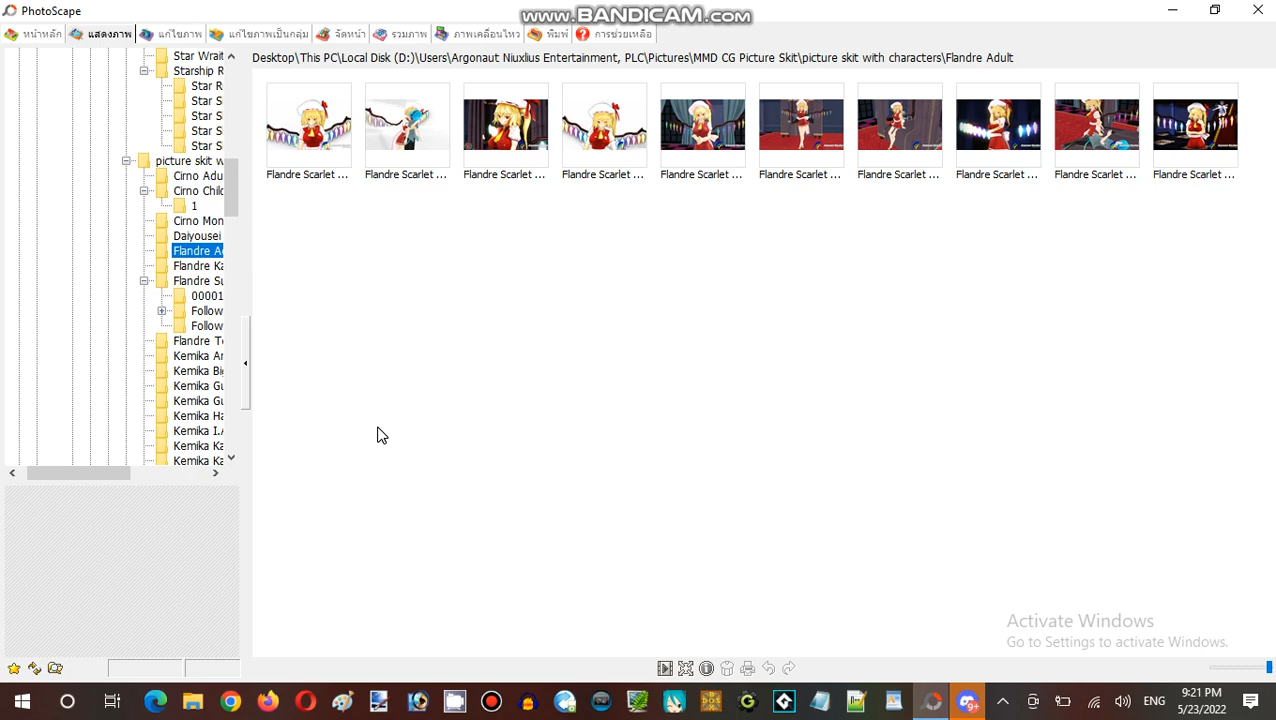 PhotoScape
www.BANDICAM.com
หน้าหลัก
แสดงภาพ
แก้ไขภาพ
แก้ไขภาพเป็นกลุ่ม
จัดหน้า
รวมภาพ
ภาพเคลื่อนไหว
พิมพ์
การช่วยเหลือ
Desktop\This PC\Local Disk (D:)\Users\Argonaut Niuxlius Entertainment, PLC\Pictures\MMD CG Picture Skit\picture skit with characters\Flandre Adult
Star Wrait
Starship R
Star R
Star S
Star S
Star S
Star S
picture skit w
Cirno Adu
Cirno Chil
1
Cirno Mon
Daiyousei
Flandre A
Flandre Ka
Flandre Su
00001
Follow
Follow
Flandre T
Kemika Ar
Kemika Bi
Kemika Gu
Kemika Gu
Kemika Ha
Kemika I.
Kemika Ka
Kemika Ka
Flandre Scarlet ...
Flandre Scarlet ...
Flandre Scarlet ...
Flandre Scarlet ...
Flandre Scarlet ...
Flandre Scarlet ...
Flandre Scarlet ...
Flandre Scarlet ...
Flandre Scarlet ...
Flandre Scarlet ...
Activate Windows
Go to Settings to activate Windows.
9+
ENG
9:21 PM
5/23/2022